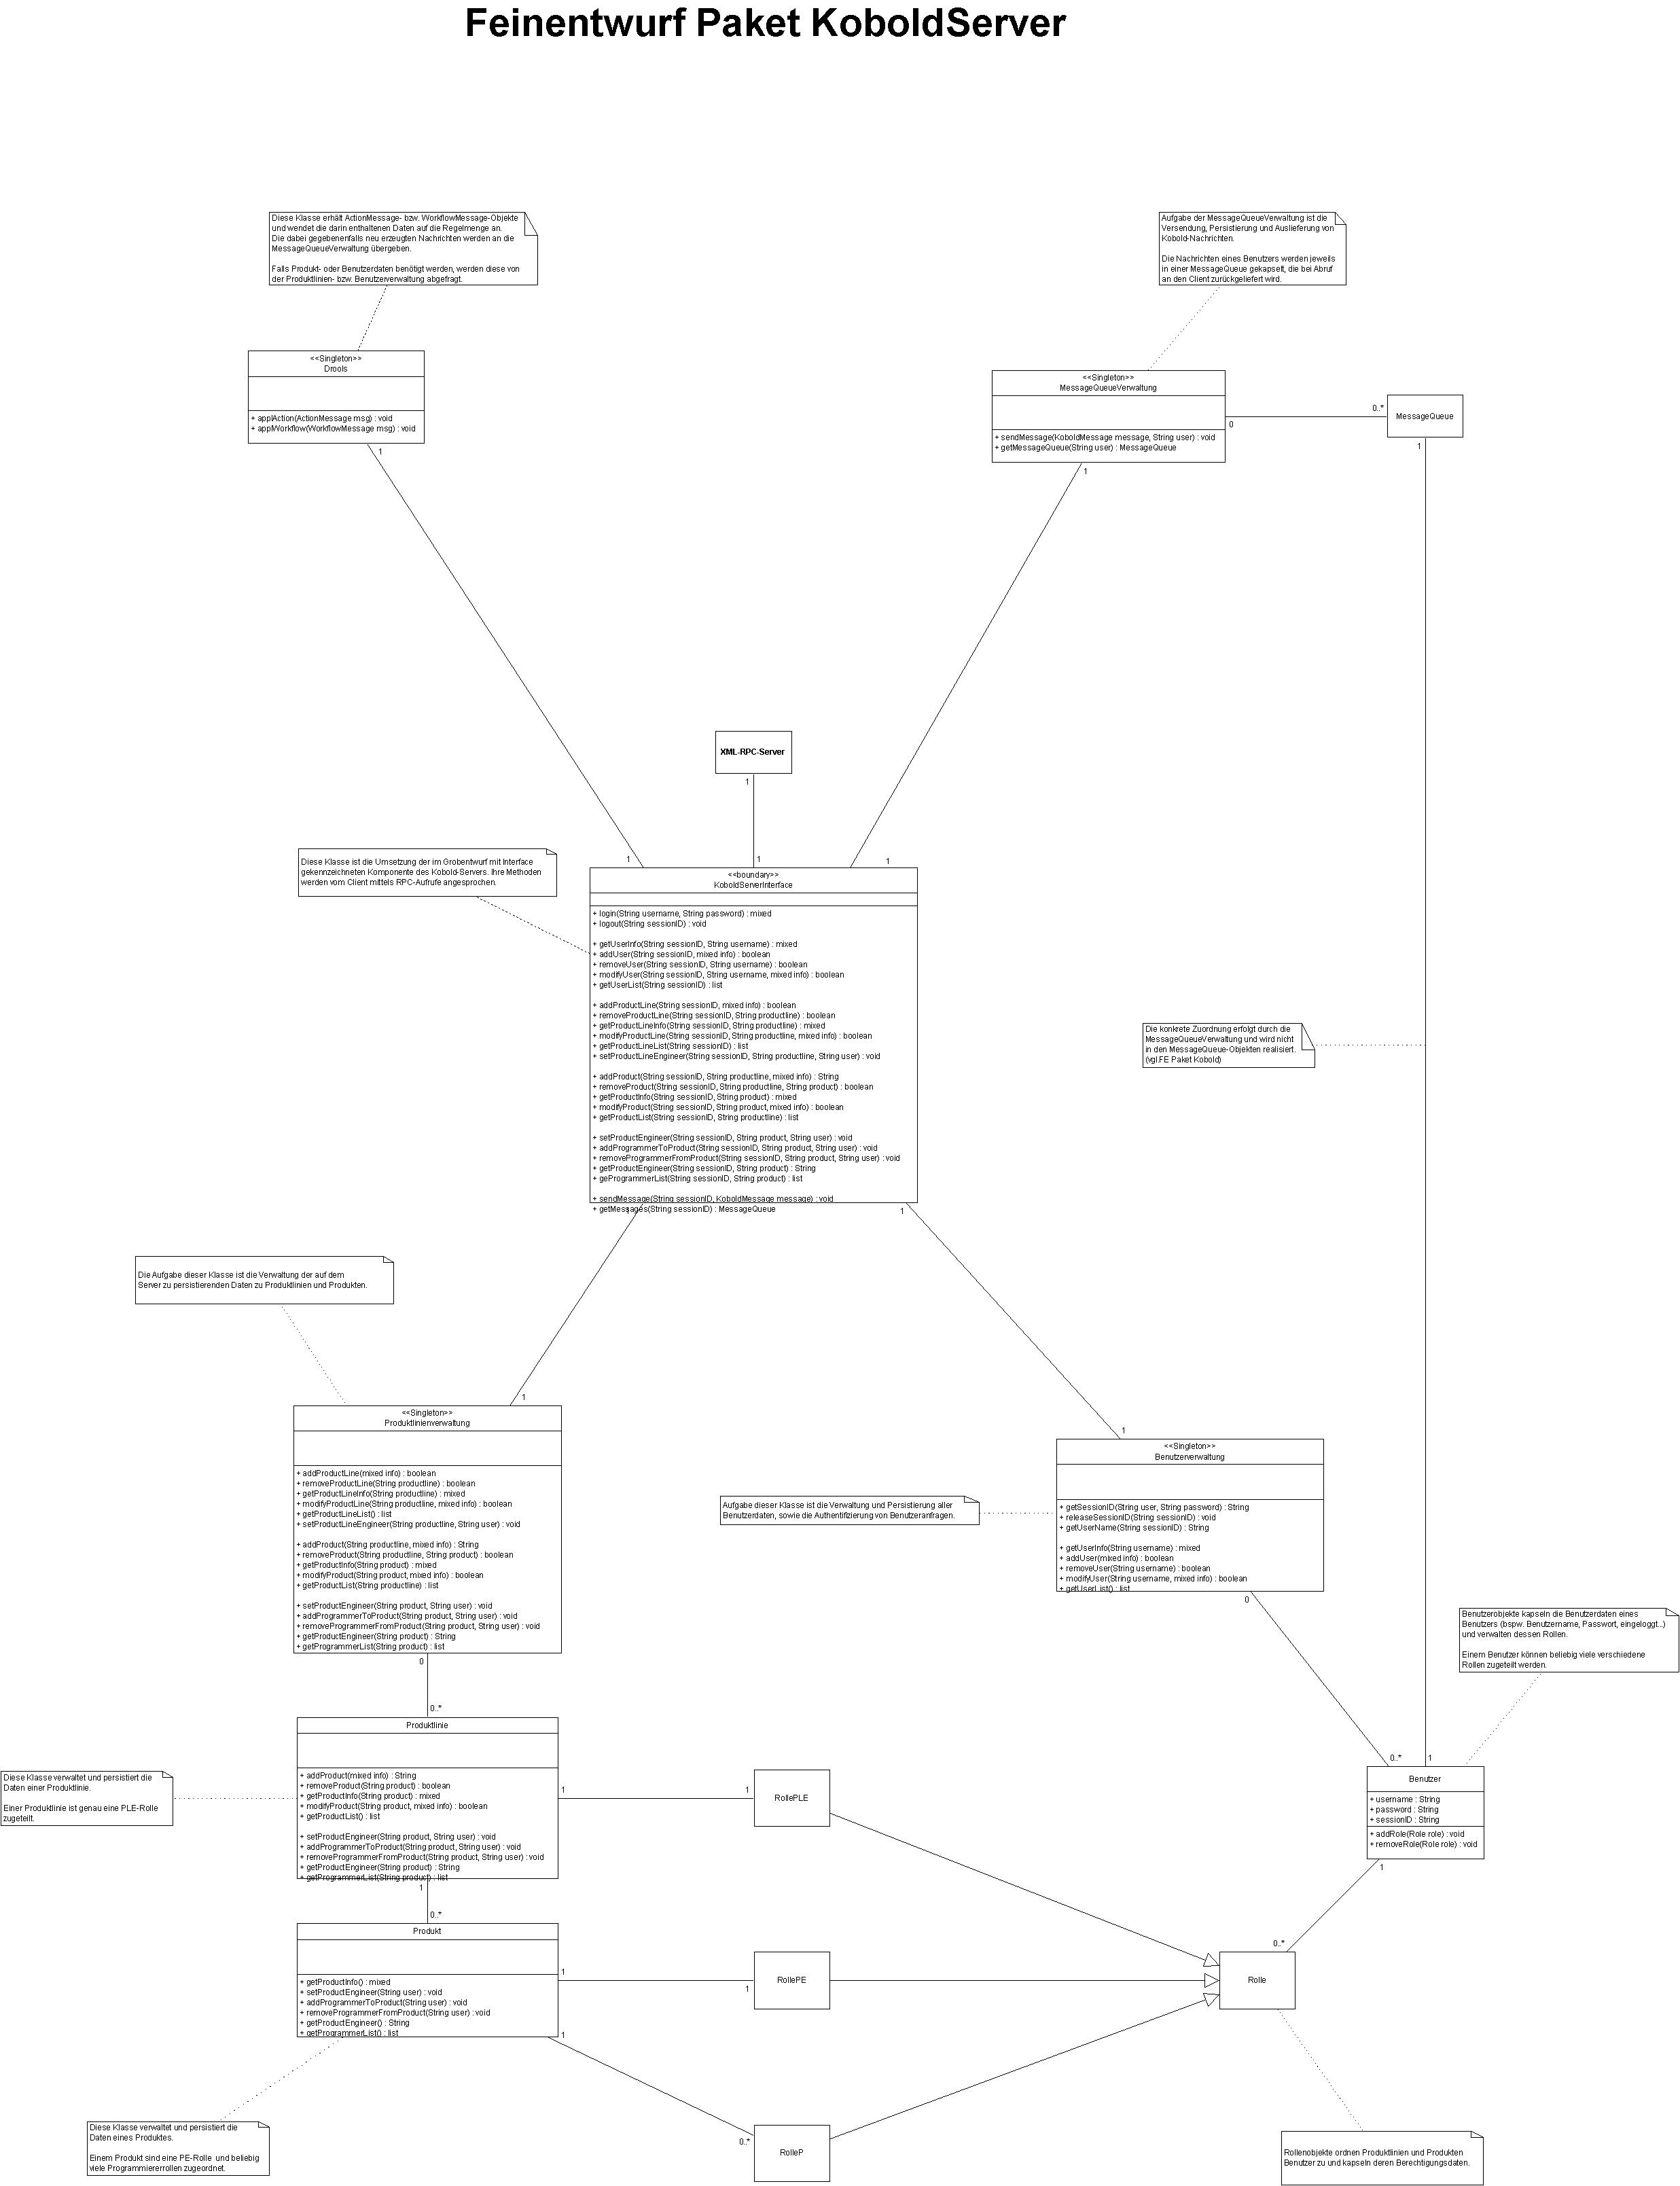 Feinentwurf Paket KoboldServer
Diese Klasse erhält ActionMessage- bzw. WorkflowMessage-Objekte
und wendet die darin enthaltenen Daten auf die Regelmenge an.
Die dabei gegebenenfalls neu erzeugten Nachrichten werden an die
MessageQueueVerwaltung übergeben.
Falls Produkt- oder Benutzerdaten benötigt werden, werden diese von
der Produktlinien- bzw. Benutzerverwaltung abgefragt.
Aufgabe der MessageQueueVerwaltung ist die
Versendung, Persistierung und Auslieferung von
Kobold-Nachrichten.
Die Nachrichten eines Benutzers werden jeweils
in einer MessageQueue gekapselt, die bei Abruf
an den Client zurückgeliefert wird.
<<Singleton>>
Drools
+ applAction(ActionMessage msg) : void
+ applWorkflow(WorkflowMessage msg) : void
1
<<Singleton>>
MessageQueueVerwaltung
+ sendMessage(KoboldMessage message, String user) : void
+ getMessageQueue(String user) : MessageQueue
1
0
0..*
MessageQueue
1
XML-RPC-Server
1
1
1
1
Diese Klasse ist die Umsetzung der im Grobentwurf mit Interface
gekennzeichneten Komponente des Kobold-Servers. Ihre Methoden
werden vom Client mittels RPC-Aufrufe angesprochen.
<<boundary>>
KoboldServerInterface
+ login(String username, String password) : mixed
+ logout(String sessionID) : void
+ getUserInfo(String sessionID, String username) : mixed
+ addUser(String sessionID, mixed info) : boolean
+ removeUser(String sessionID, String username) : boolean
+ modifyUser(String sessionID, String username, mixed info) : boolean
+ getUserList(String sessionID) : list
+ addProductLine(String sessionID, mixed info) : boolean
+ removeProductLine(String sessionID, String productline) : boolean
+ getProductLineInfo(String sessionID, String productline) : mixed
+ modifyProductLine(String sessionID, String productline, mixed info) : boolean
+ getProductLineList(String sessionID) : list
+ setProductLineEngineer(String sessionID, String productline, String user) : void
+ addProduct(String sessionID, String productline, mixed info) : String
+ removeProduct(String sessionID, String productline, String product) : boolean
+ getProductInfo(String sessionID, String product) : mixed
+ modifyProduct(String sessionID, String product, mixed info) : boolean
+ getProductList(String sessionID, String productline) : list
+ setProductEngineer(String sessionID, String product, String user) : void
+ addProgrammerToProduct(String sessionID, String product, String user) : void
+ removeProgrammerFromProduct(String sessionID, String product, String user) : void
+ getProductEngineer(String sessionID, String product) : String
+ geProgrammerList(String sessionID, String product) : list
+ sendMessage(String sessionID, KoboldMessage message) : void
+ getMessages(String sessionID) : MessageQueue
1
1
Die konkrete Zuordnung erfolgt durch die
MessageQueueVerwaltung und wird nicht
in den MessageQueue-Objekten realisiert.
(vgl.FE Paket Kobold)
Die Aufgabe dieser Klasse ist die Verwaltung der auf dem
Server zu persistierenden Daten zu Produktlinien und Produkten.
1
<<Singleton>>
Produktlinienverwaltung
+ addProductLine(mixed info) : boolean
+ removeProductLine(String productline) : boolean
+ getProductLineInfo(String productline) : mixed
+ modifyProductLine(String productline, mixed info) : boolean
+ getProductLineList() : list
+ setProductLineEngineer(String productline, String user) : void
+ addProduct(String productline, mixed info) : String
+ removeProduct(String productline, String product) : boolean
+ getProductInfo(String product) : mixed
+ modifyProduct(String product, mixed info) : boolean
+ getProductList(String productline) : list
+ setProductEngineer(String product, String user) : void
+ addProgrammerToProduct(String product, String user) : void
+ removeProgrammerFromProduct(String product, String user) : void
+ getProductEngineer(String product) : String
+ getProgrammerList(String product) : list
0
0..*
1
<<Singleton>>
Benutzerverwaltung
+ getSessionID(String user, String password) : String
+ releaseSessionID(String sessionID) : void
+ getUserName(String sessionID) : String
+ getUserInfo(String username) : mixed
+ addUser(mixed info) : boolean
+ removeUser(String username) : boolean
+ modifyUser(String username, mixed info) : boolean
+ getUserList() : list
0
Aufgabe dieser Klasse ist die Verwaltung und Persistierung aller
Benutzerdaten, sowie die Authentifizierung von Benutzeranfragen.
Benutzerobjekte kapseln die Benutzerdaten eines
Benutzers (bspw. Benutzername, Passwort, eingeloggt...)
und verwalten dessen Rollen.
Einem Benutzer können beliebig viele verschiedene
Rollen zugeteilt werden.
Produktlinie
+ addProduct(mixed info) : String
+ removeProduct(String product) : boolean
+ getProductInfo(String product) : mixed
+ modifyProduct(String product, mixed info) : boolean
+ getProductList() : list
+ setProductEngineer(String product, String user) : void
+ addProgrammerToProduct(String product, String user) : void
+ removeProgrammerFromProduct(String product, String user) : void
+ getProductEngineer(String product) : String
+ getProgrammerList(String product) : list
1
0..*
Diese Klasse verwaltet und persistiert die
Daten einer Produktlinie.
Einer Produktlinie ist genau eine PLE-Rolle
zugeteilt.
1
1
RollePLE
0..*
1
Benutzer
+ username : String
+ password : String
+ sessionID : String
+ addRole(Role role) : void
+ removeRole(Role role) : void
1
0..*
Produkt
+ getProductInfo() : mixed
+ setProductEngineer(String user) : void
+ addProgrammerToProduct(String user) : void
+ removeProgrammerFromProduct(String user) : void
+ getProductEngineer() : String
+ getProgrammerList() : list
1
1
RollePE
Rolle
1
0..*
RolleP
Diese Klasse verwaltet und persistiert die
Daten eines Produktes.
Einem Produkt sind eine PE-Rolle und beliebig
viele Programmiererrollen zugeordnet.
Rollenobjekte ordnen Produktlinien und Produkten
Benutzer zu und kapseln deren Berechtigungsdaten.